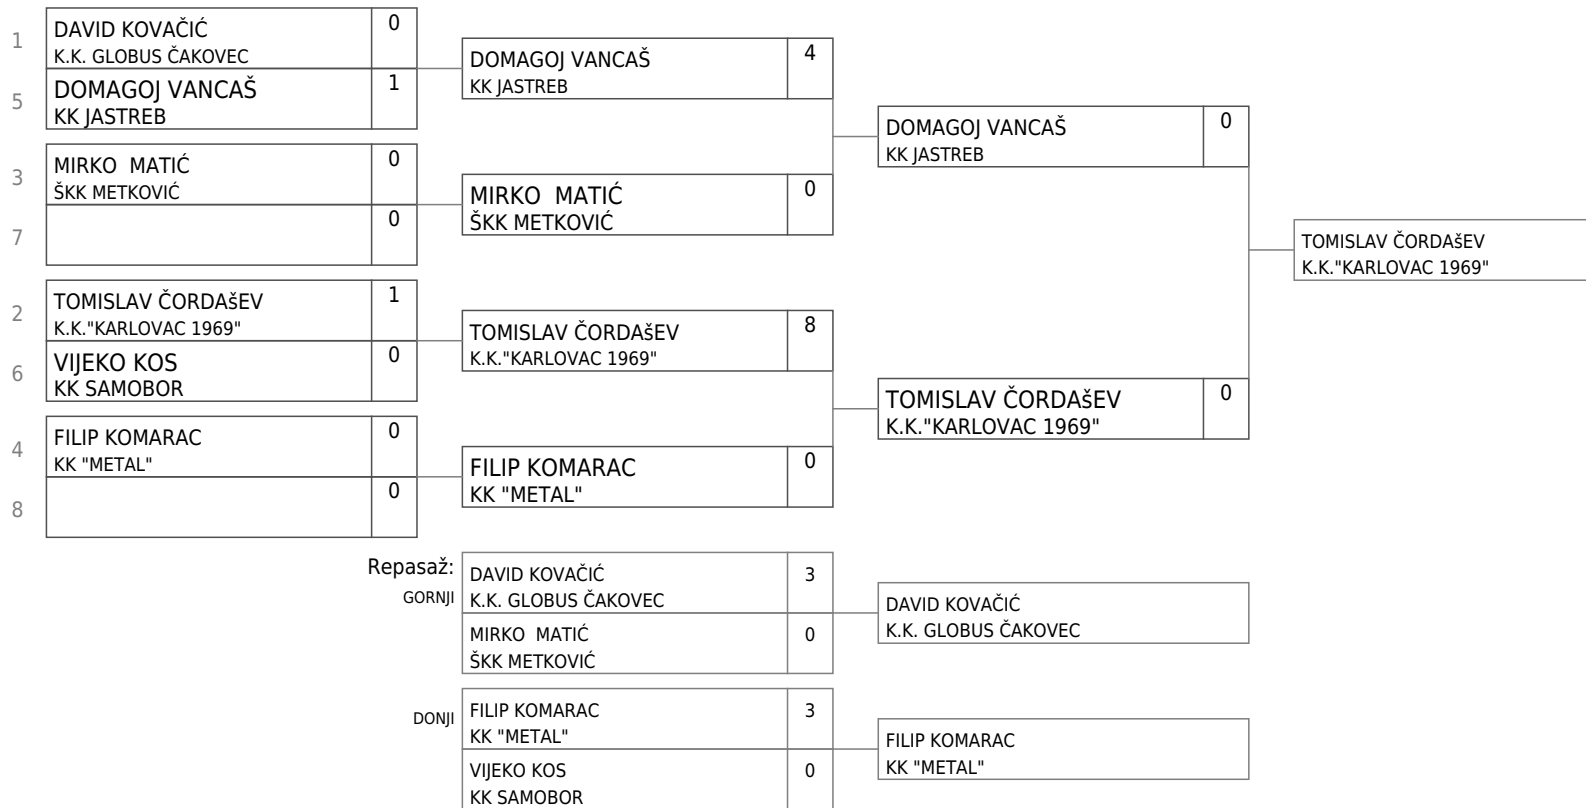 1
DAVID KOVAČIĆ
0
K.K. GLOBUS ČAKOVEC
5
DOMAGOJ VANCAŠ
1
KK JASTREB
3
MIRKO  MATIĆ
0
ŠKK METKOVIĆ
7
0
2
TOMISLAV ČORDAšEV
1
K.K."KARLOVAC 1969"
6
VIJEKO KOS
0
KK SAMOBOR
4
FILIP KOMARAC
0
KK "METAL"
8
0
DOMAGOJ VANCAŠ
4
KK JASTREB
MIRKO  MATIĆ
0
ŠKK METKOVIĆ
TOMISLAV ČORDAšEV
8
K.K."KARLOVAC 1969"
FILIP KOMARAC
0
KK "METAL"
DOMAGOJ VANCAŠ
0
KK JASTREB
TOMISLAV ČORDAšEV
0
K.K."KARLOVAC 1969"
TOMISLAV ČORDAšEV
K.K."KARLOVAC 1969"
Repasaž:
GORNJI
DAVID KOVAČIĆ
3
K.K. GLOBUS ČAKOVEC
MIRKO  MATIĆ
0
ŠKK METKOVIĆ
DAVID KOVAČIĆ
K.K. GLOBUS ČAKOVEC
DONJI
FILIP KOMARAC
3
KK "METAL"
VIJEKO KOS
0
KK SAMOBOR
FILIP KOMARAC
KK "METAL"